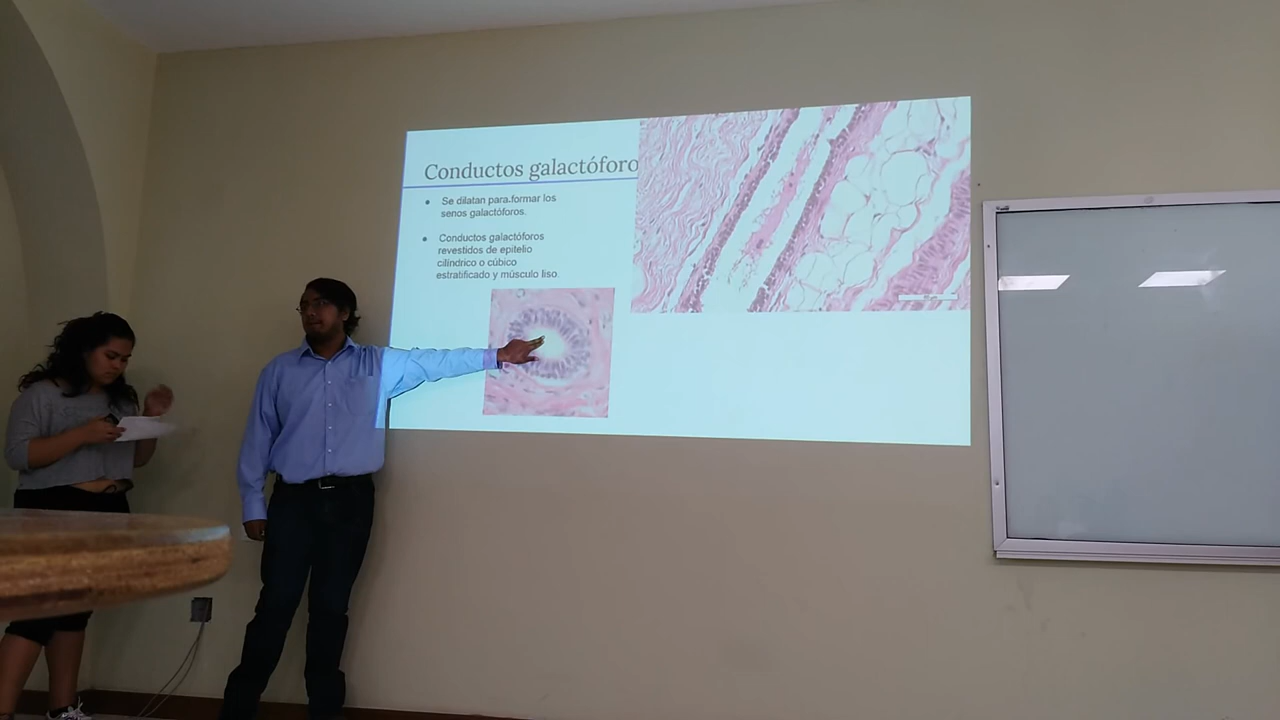 Conductos galactóforo
Se dilatan para formar los
senos galactóforos.
Conductos galactóforos
revestidos de epitelio
cilíndrico o cúbico
estratificado y músculo liso.